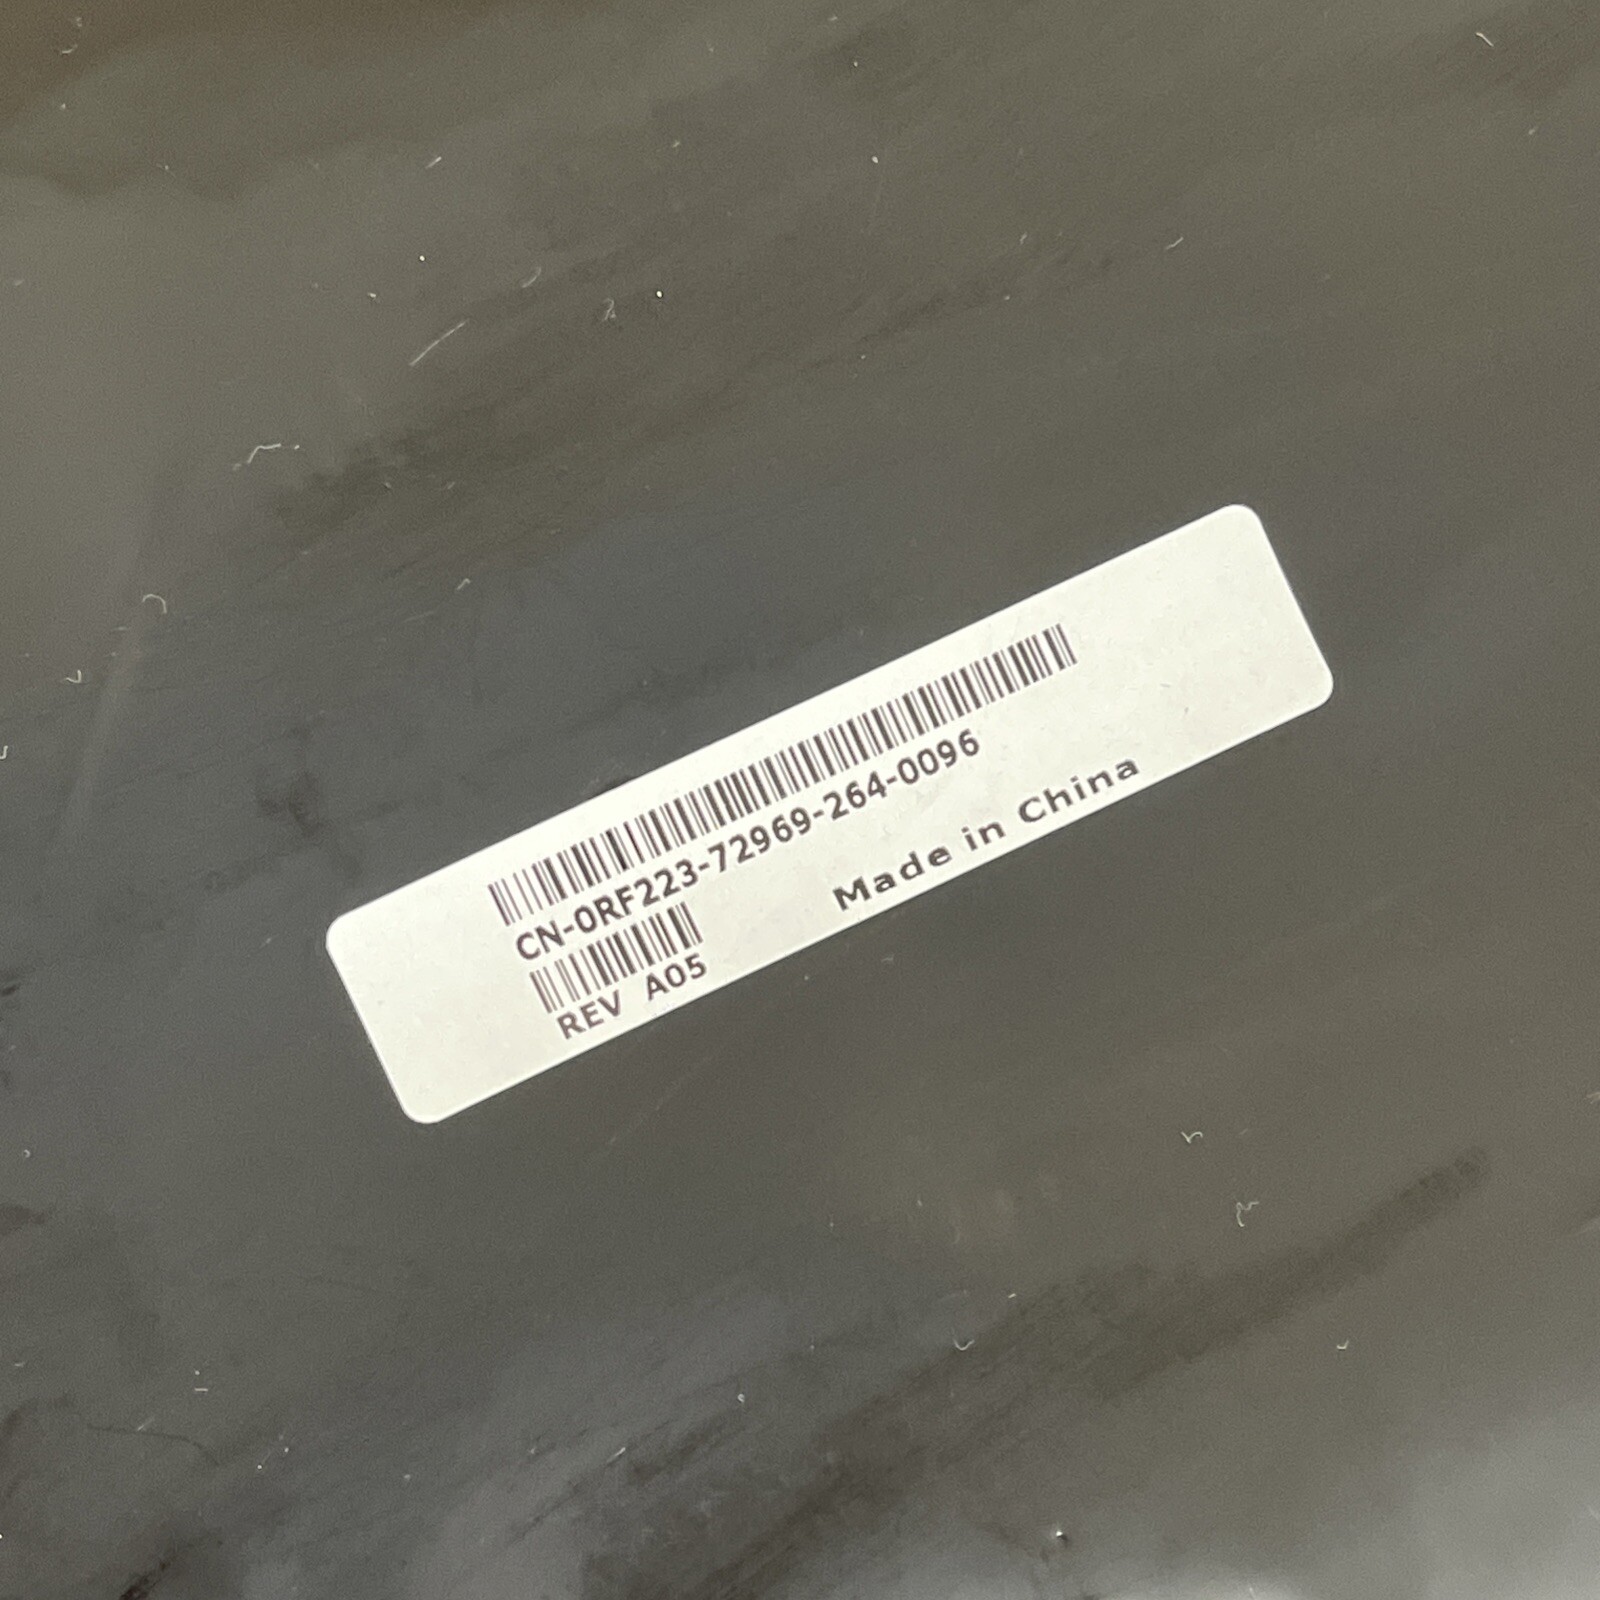 CN-0RF223-72969-264-0096
REV A05
Made in China